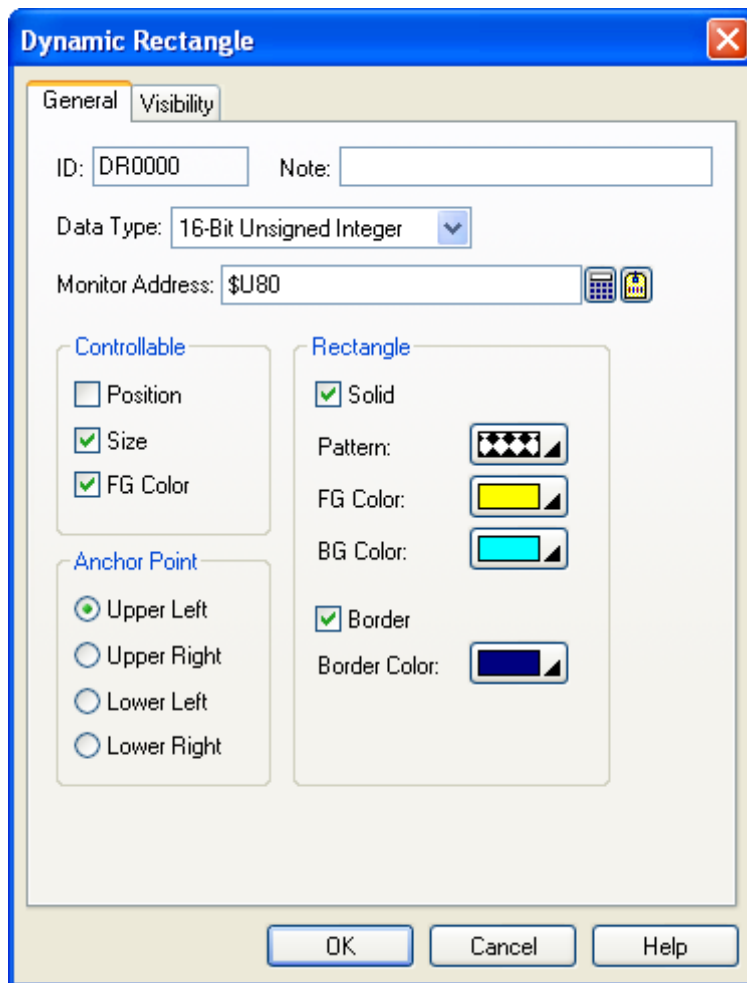 Dynamic Rectangle
General Visibility
ID: DR0000 Note:
Data Type: 16-Bit Unsigned Integer
Monitor Address: $U80
Controllable
Position
Size
FG Color
Rectangle
Solid
Pattern:
FG Color:
BG Color:
Border
Border Color:
Anchor Point
Upper Left
Upper Right
Lower Left
Lower Right
OK Cancel Help